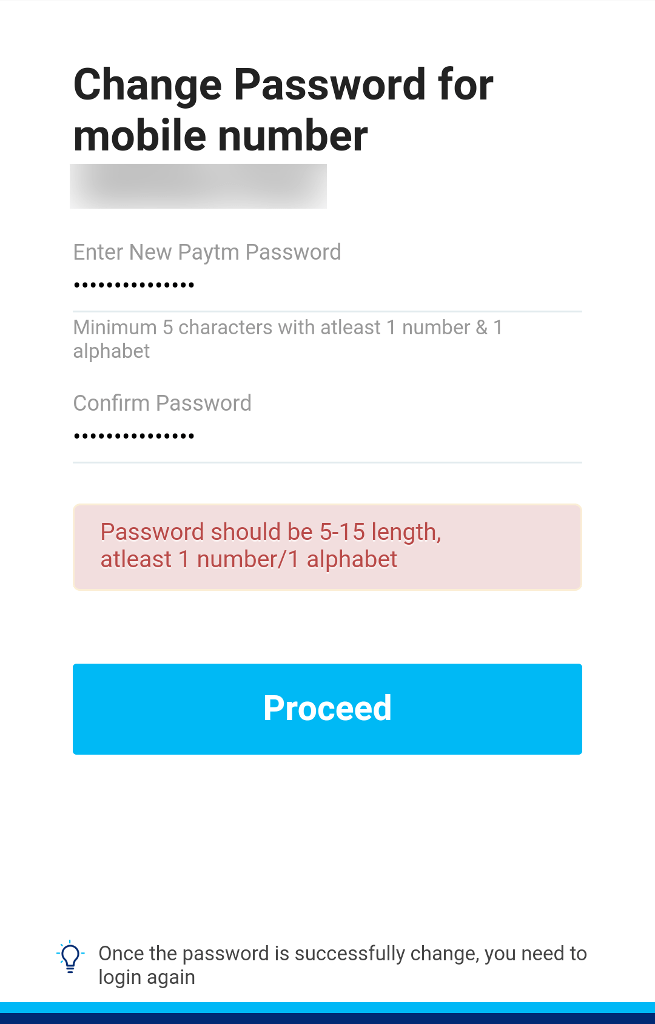 Change Password for
mobile number
Enter New Paytm Password
•••••••••••••••
Minimum 5 characters with atleast 1 number & 1
alphabet
Confirm Password
•••••••••••••••
Password should be 5-15 length,
atleast 1 number/1 alphabet
Proceed
Once the password is successfully change, you need to
login again